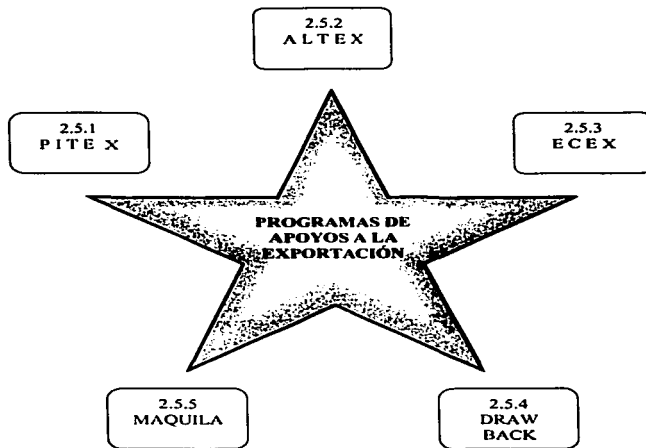 2.5.2
ALTEX
2.5.1
PITEX
2.5.3
ECEX
PROGRAMAS DE
APOYOS A LA
EXPORTACIÓN
2.5.5
MAQUILA
2.5.4
DRAW
BACK